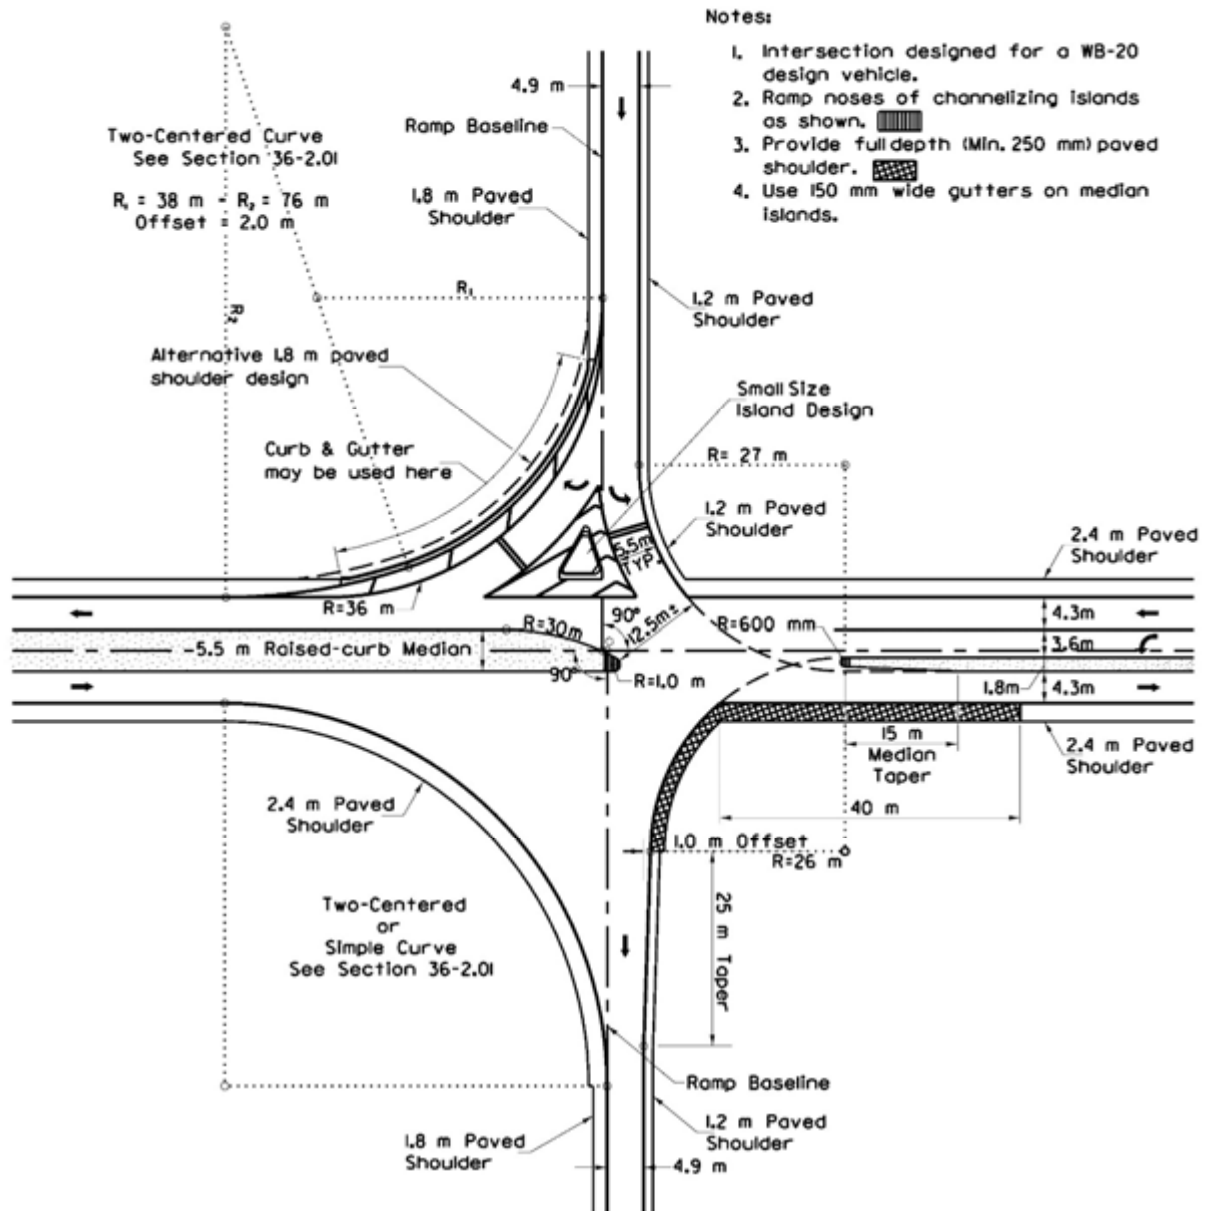 Notes:
1. Intersection designed for a WB-20
design vehicle.
2. Ramp noses of channelizing islands
as shown.
3. Provide full depth (Min. 250 mm) paved
shoulder.
4. Use 150 mm wide gutters on median
islands.
4.9 m
Ramp Baseline
Two-Centered Curve
See Section 36-2.01
R₁ = 38 m - R₂ = 76 m
Offset = 2.0 m
1.8 m Paved
Shoulder
R₁
R₂
1.2 m Paved
Shoulder
Alternative 1.8 m paved
shoulder design
Small Size
Island Design
Curb & Gutter
may be used here
R= 27 m
1.2 m Paved
Shoulder
2.4 m Paved
Shoulder
5.5m
TYP.
R=36 m
R=30m
90°
12.5m±
R=600 mm
4.3m
3.6m
5.5 m Raised-curb Median
90°
R=1.0 m
1.8m
4.3m
15 m
Median
Taper
2.4 m Paved
Shoulder
2.4 m Paved
Shoulder
40 m
1.0 m Offset
R=26 m
25 m Taper
Two-Centered
or
Simple Curve
See Section 36-2.01
Ramp Baseline
1.8 m Paved
Shoulder
1.2 m Paved
Shoulder
4.9 m